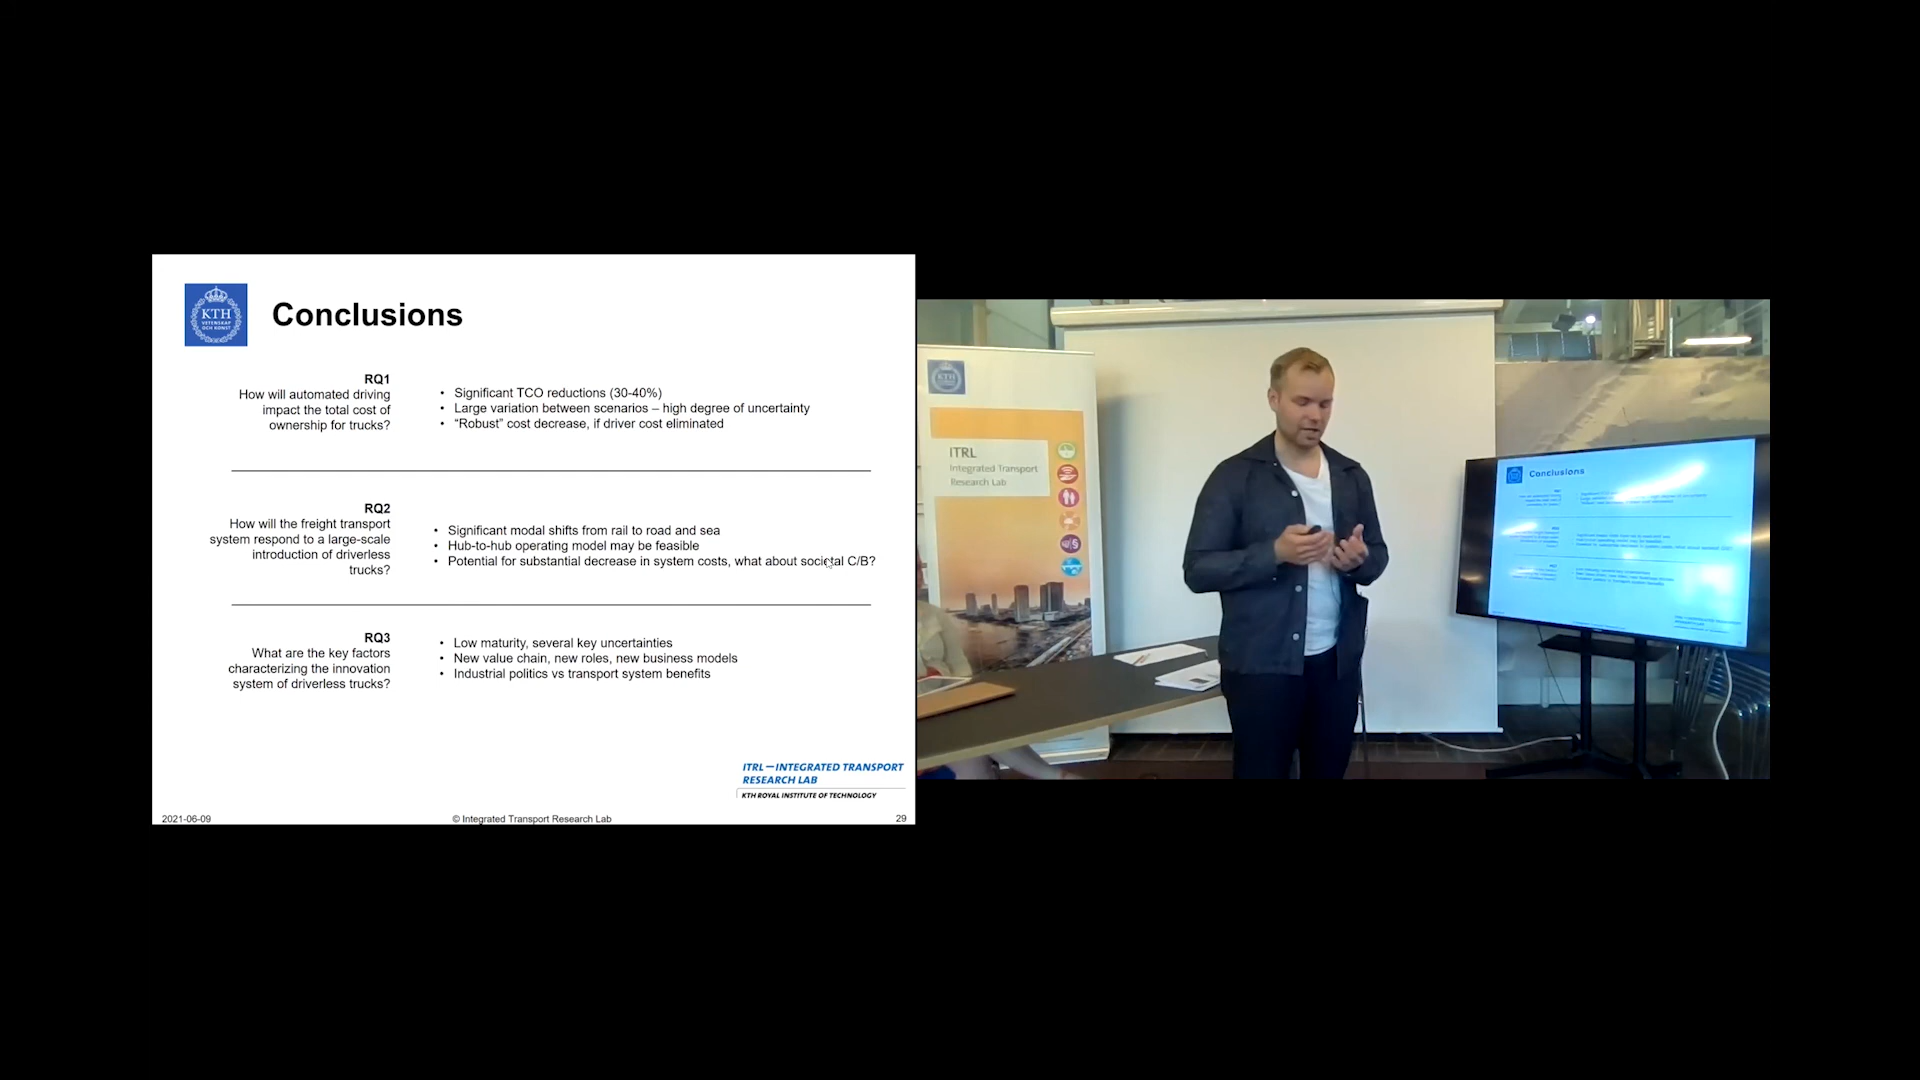 KTH
VETENSKAP
OCH KONST
Conclusions
RQ1
How will automated driving
impact the total cost of
ownership for trucks?
• Significant TCO reductions (30-40%)
• Large variation between scenarios – high degree of uncertainty
• “Robust” cost decrease, if driver cost eliminated
RQ2
How will the freight transport
system respond to a large-scale
introduction of driverless
trucks?
• Significant modal shifts from rail to road and sea
• Hub-to-hub operating model may be feasible
• Potential for substantial decrease in system costs, what about societal C/B?
RQ3
What are the key factors
characterizing the innovation
system of driverless trucks?
• Low maturity, several key uncertainties
• New value chain, new roles, new business models
• Industrial politics vs transport system benefits
ITRL – INTEGRATED TRANSPORT
RESEARCH LAB
KTH ROYAL INSTITUTE OF TECHNOLOGY
2021-06-09
© Integrated Transport Research Lab
29
KTH
ITRL
Integrated Transport
Research Lab
Conclusions